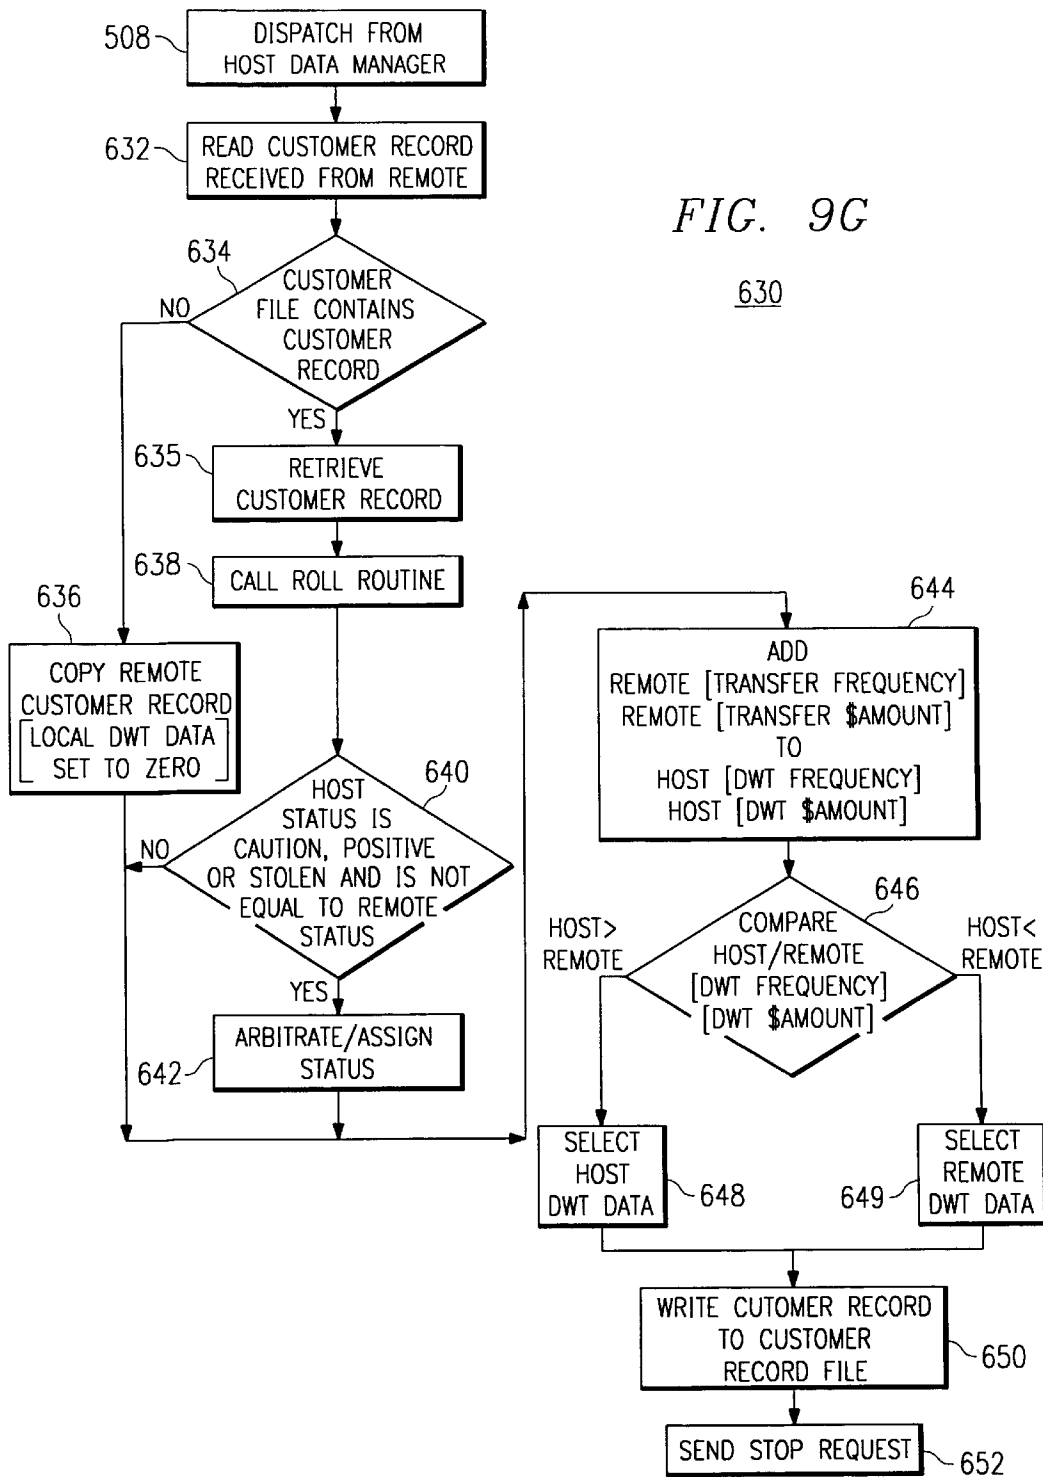 508
DISPATCH FROM
HOST DATA MANAGER
632
READ CUSTOMER RECORD
RECEIVED FROM REMOTE
FIG. 9G
630
634
CUSTOMER
FILE CONTAINS
CUSTOMER
RECORD
NO
YES
635
RETRIEVE
CUSTOMER RECORD
638
CALL ROLL ROUTINE
636
COPY REMOTE
CUSTOMER RECORD
[LOCAL DWT DATA
SET TO ZERO]
640
HOST
STATUS IS
CAUTION, POSITIVE
OR STOLEN AND IS NOT
EQUAL TO REMOTE
STATUS
NO
YES
642
ARBITRATE/ASSIGN
STATUS
644
ADD
REMOTE [TRANSFER FREQUENCY]
REMOTE [TRANSFER $AMOUNT]
TO
HOST [DWT FREQUENCY]
HOST [DWT $AMOUNT]
646
COMPARE
HOST/REMOTE
[DWT FREQUENCY]
[DWT $AMOUNT]
HOST>
REMOTE
HOST<
REMOTE
SELECT
HOST
DWT DATA
648
SELECT
REMOTE
DWT DATA
649
WRITE CUTOMER RECORD
TO CUSTOMER
RECORD FILE
650
SEND STOP REQUEST
652